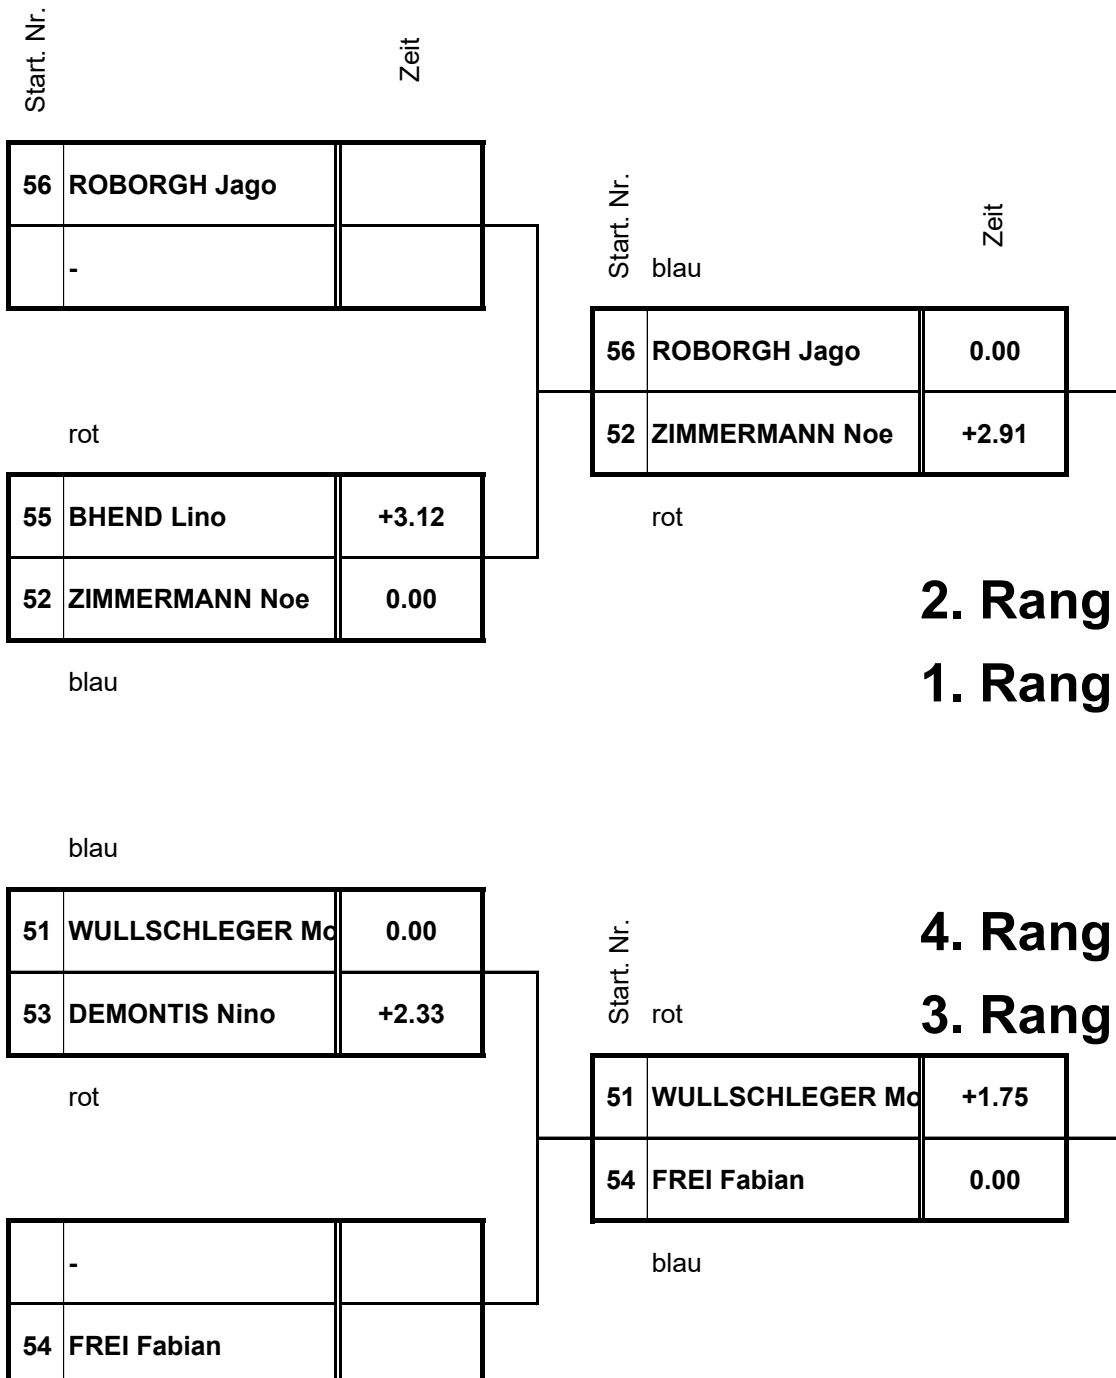 Start. Nr.
Zeit
56 ROBORGH Jago
-
rot
55 BHEND Lino +3.12
52 ZIMMERMANN Noe 0.00
blau
Start. Nr.
blau
Zeit
56 ROBORGH Jago 0.00
52 ZIMMERMANN Noe +2.91
rot
2. Rang
1. Rang
blau
51 WULLSCHLEGER Mo 0.00
53 DEMONTIS Nino +2.33
rot
-
54 FREI Fabian
4. Rang
3. Rang
Start. Nr.
rot
51 WULLSCHLEGER Mo +1.75
54 FREI Fabian 0.00
blau